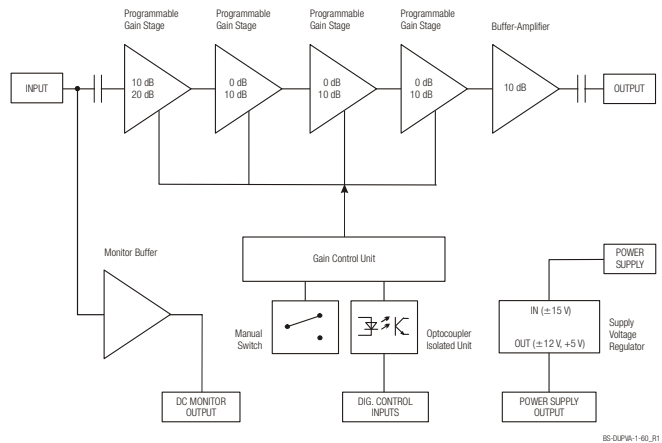 Programmable
Gain Stage
Programmable
Gain Stage
Programmable
Gain Stage
Programmable
Gain Stage
Buffer-Amplifier
INPUT
10 dB
20 dB
0 dB
10 dB
0 dB
10 dB
0 dB
10 dB
10 dB
OUTPUT
Monitor Buffer
Gain Control Unit
POWER
SUPPLY
Manual
Switch
Optocoupler
Isolated Unit
IN (±15 V)
OUT (±12 V, +5 V)
Supply
Voltage
Regulator
DC MONITOR
OUTPUT
DIG. CONTROL
INPUTS
POWER SUPPLY
OUTPUT
BS-DUPVA-1-60_R1